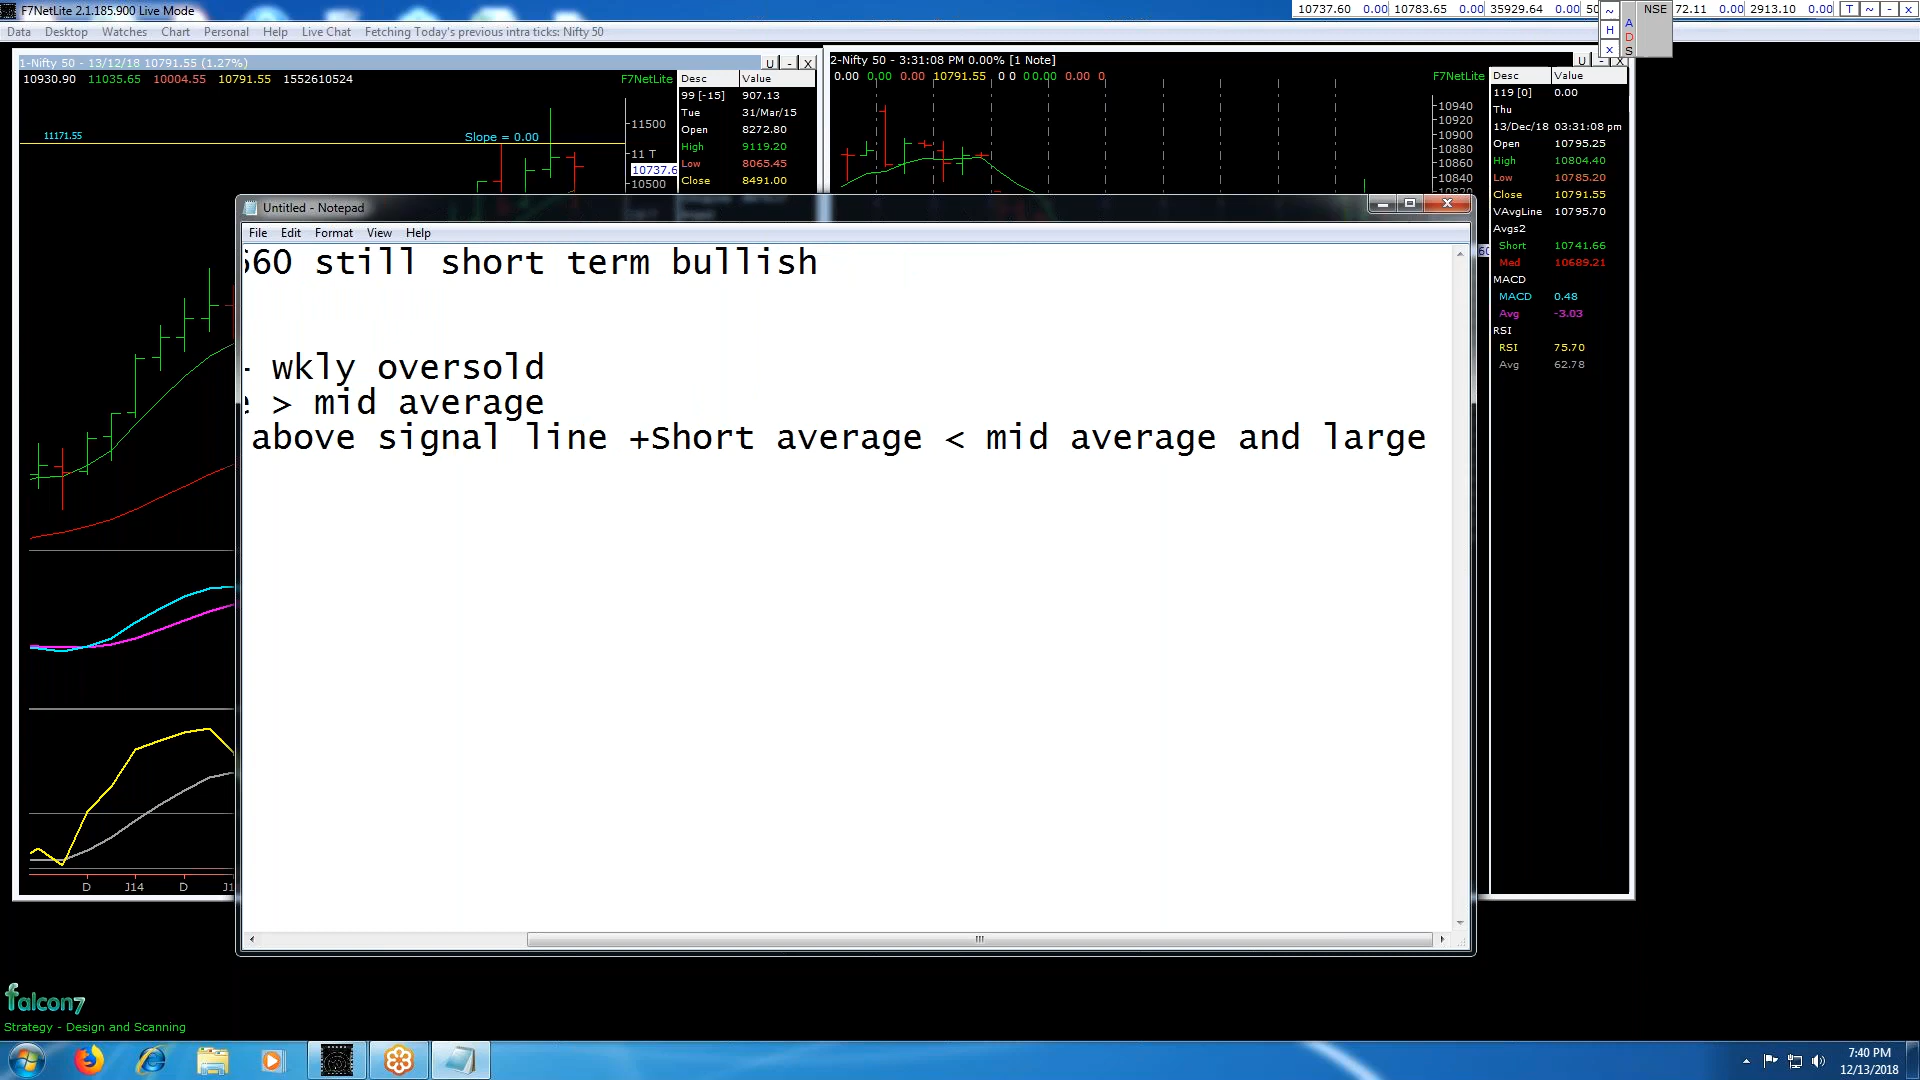 F7NetLite 2.1.185.900 Live Mode
10737.60 0.00 10783.65 0.00 35929.64 0.00 72.11 0.00 2913.10 0.00 T ~ - x
~ H x
A D S
NSE
Data Desktop Watches Chart Personal Help Live Chat Fetching Today's previous intra ticks: Nifty 50
1-Nifty 50 - 13/12/18 10791.55 (1.27%) U - X
10930.90 11035.65 10004.55 10791.55 1552610524 F7NetLite
11171.55
Slope = 0.00
11500
11 T
10737.6
10500
Desc Value
99 [-15] 907.13
Tue 31/Mar/15
Open 8272.80
High 9119.20
Low 8065.45
Close 8491.00
D J14 D
2-Nifty 50 - 3:31:08 PM 0.00% [1 Note]
0.00 0.00 0.00 10791.55 0 0 0 0.00 0.00 0 F7NetLite
10940
10920
10900
10880
10860
10840
Desc Value
119 [0] 0.00
Thu
13/Dec/18 03:31:08 pm
Open 10795.25
High 10804.40
Low 10785.20
Close 10791.55
VAvgLine 10795.70
Avgs2
Short 10741.66
Med 10689.21
MACD
MACD 0.48
Avg -3.03
RSI
RSI 75.70
Avg 62.78
Untitled - Notepad
File Edit Format View Help
660 still short term bullish
- wkly oversold
e > mid average
above signal line +Short average < mid average and large
falcon7
Strategy - Design and Scanning
7:40 PM
12/13/2018